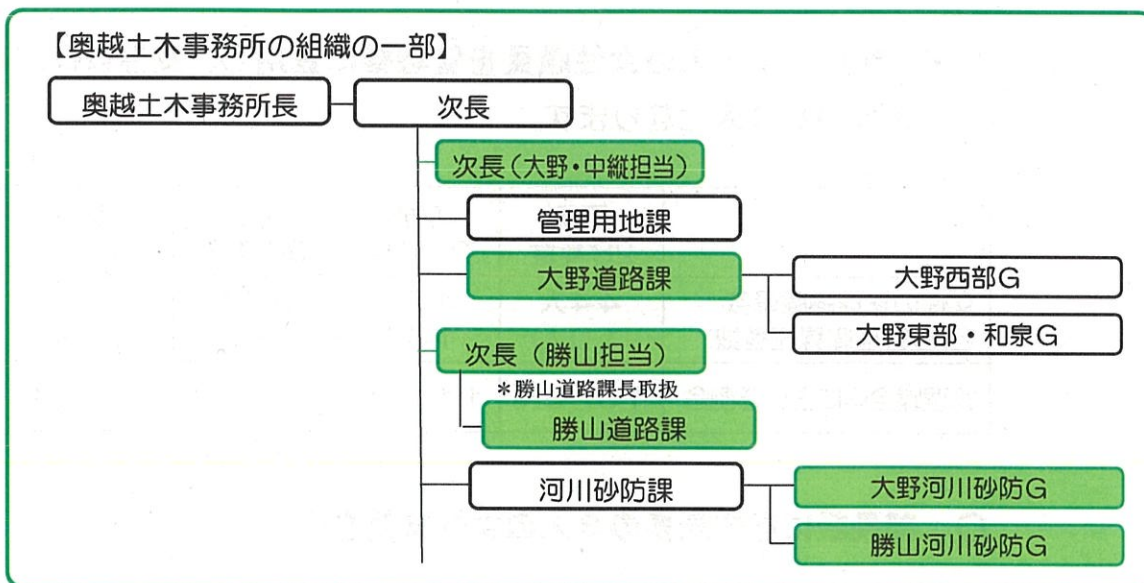 【奥越土木事務所の組織の一部】
奥越土木事務所長
次長
次長(大野・中縦担当)
管理用地課
大野道路課
大野西部G
大野東部・和泉G
次長(勝山担当)
*勝山道路課長取扱
勝山道路課
河川砂防課
大野河川砂防G
勝山河川砂防G